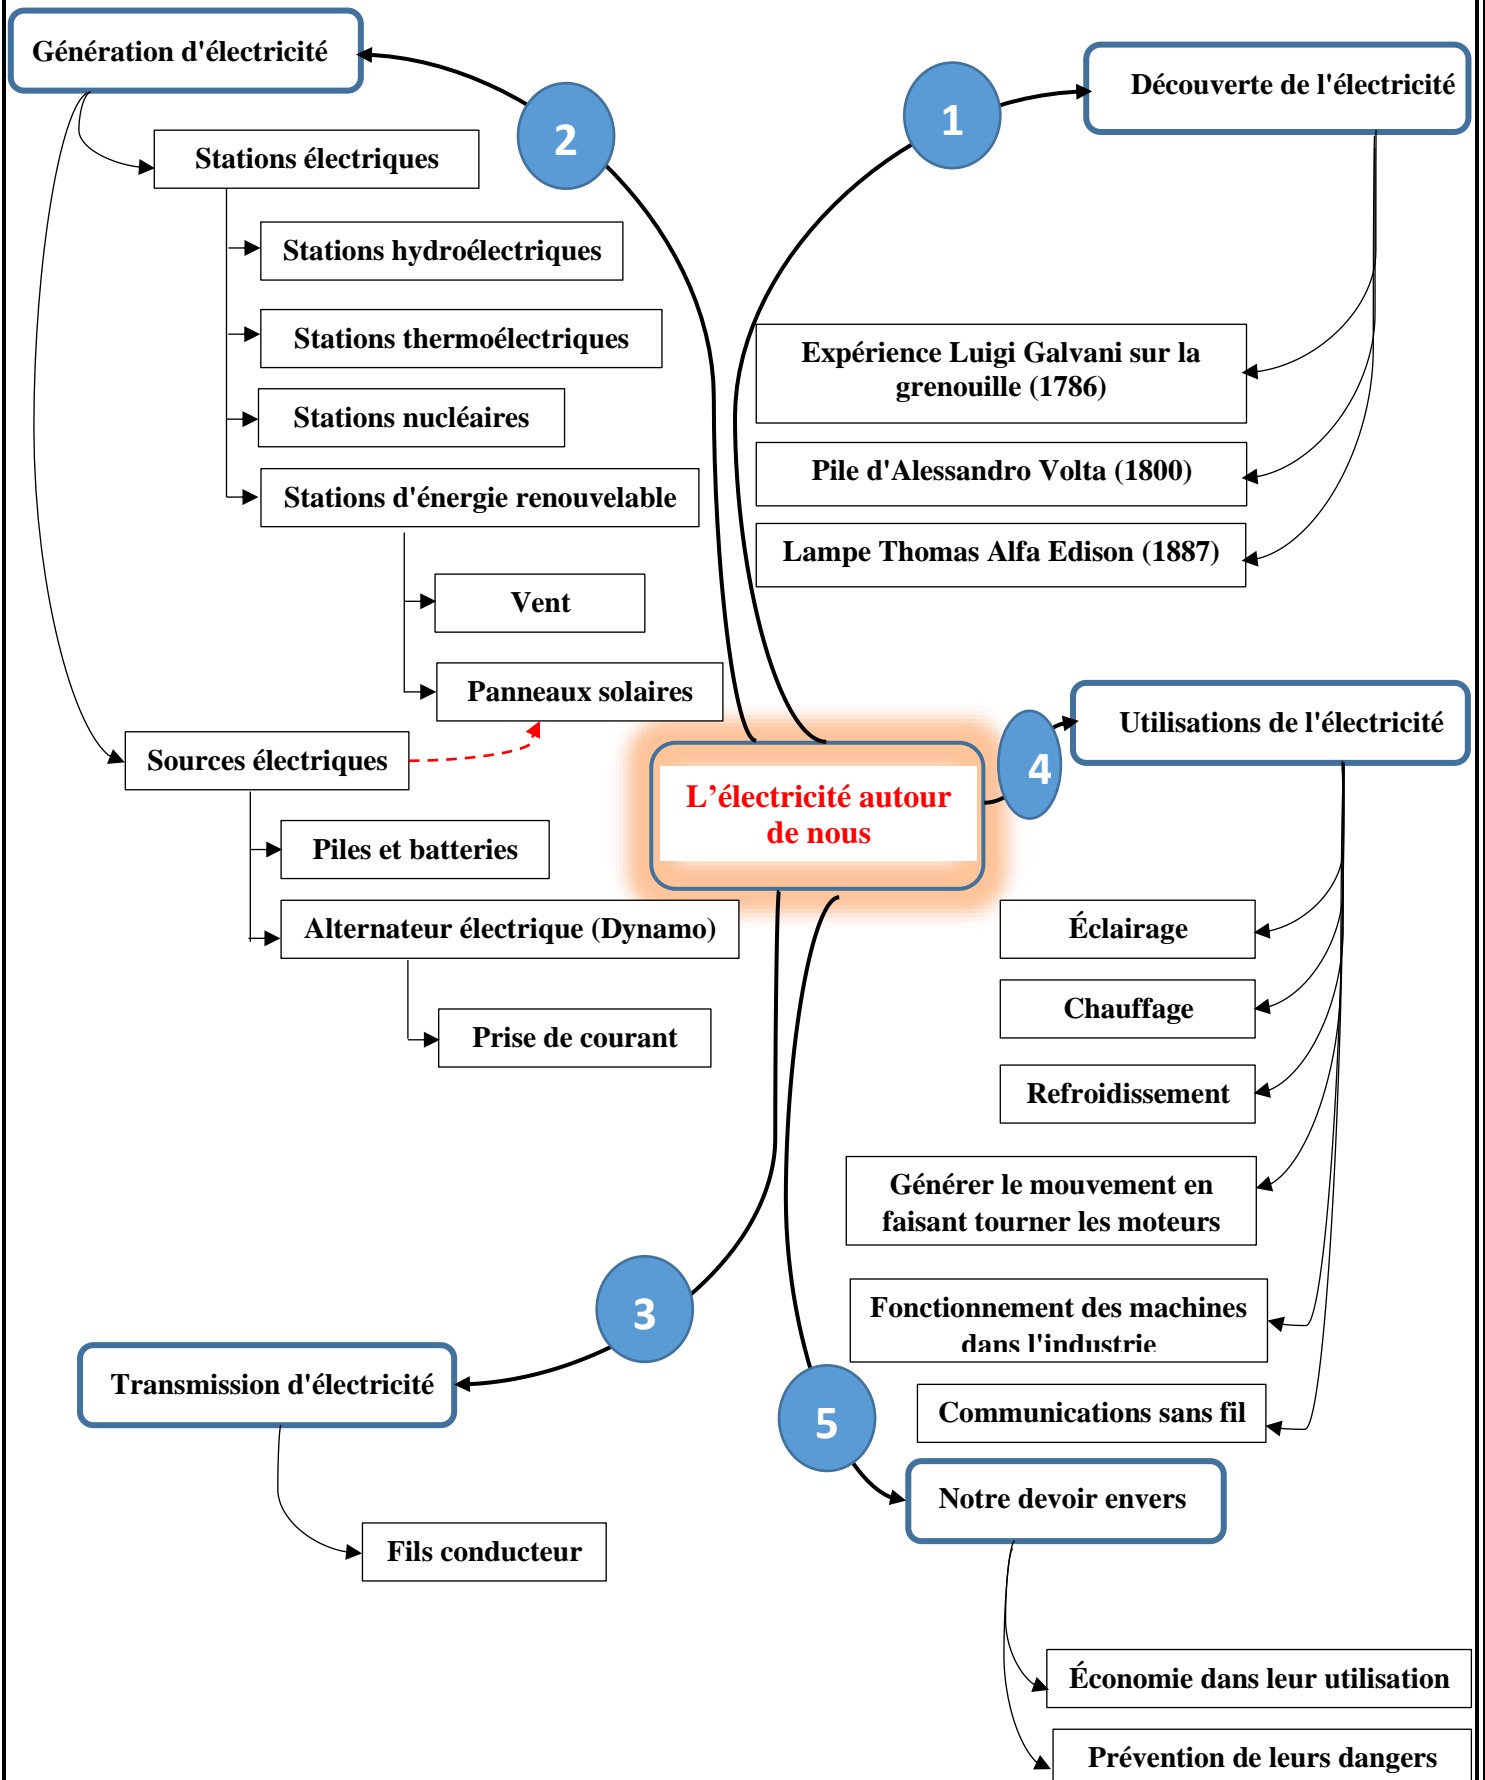 L’électricité autour
de nous
1
Découverte de l'électricité
Expérience Luigi Galvani sur la
grenouille (1786)
Pile d'Alessandro Volta (1800)
Lampe Thomas Alfa Edison (1887)
2
Génération d'électricité
Stations électriques
Stations hydroélectriques
Stations thermoélectriques
Stations nucléaires
Stations d'énergie renouvelable
Vent
Panneaux solaires
Sources électriques
Piles et batteries
Alternateur électrique (Dynamo)
Prise de courant
3
Transmission d'électricité
Fils conducteur
4
Utilisations de l'électricité
Éclairage
Chauffage
Refroidissement
Générer le mouvement en
faisant tourner les moteurs
Fonctionnement des machines
dans l'industrie
Communications sans fil
5
Notre devoir envers
Économie dans leur utilisation
Prévention de leurs dangers